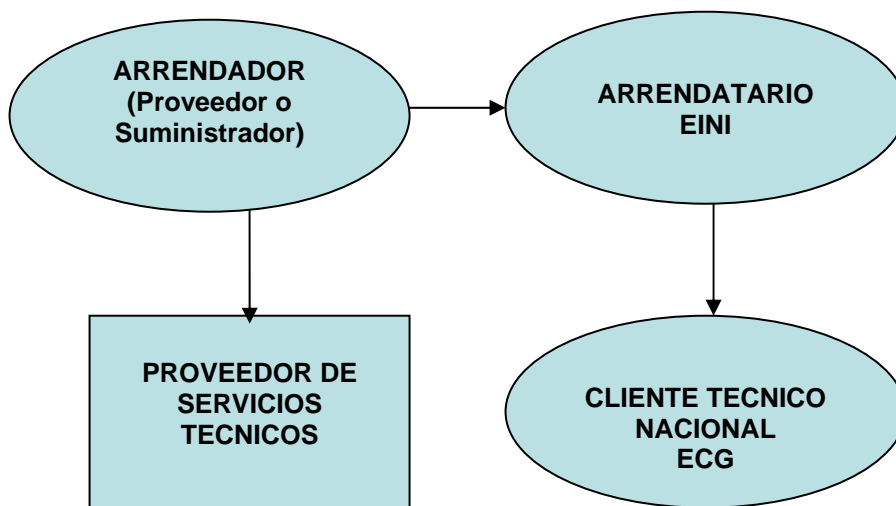 ARRENDADOR
(Proveedor o
Suministrador)
ARRENDATARIO
EINI
PROVEEDOR DE
SERVICIOS
TECNICOS
CLIENTE TECNICO
NACIONAL
ECG